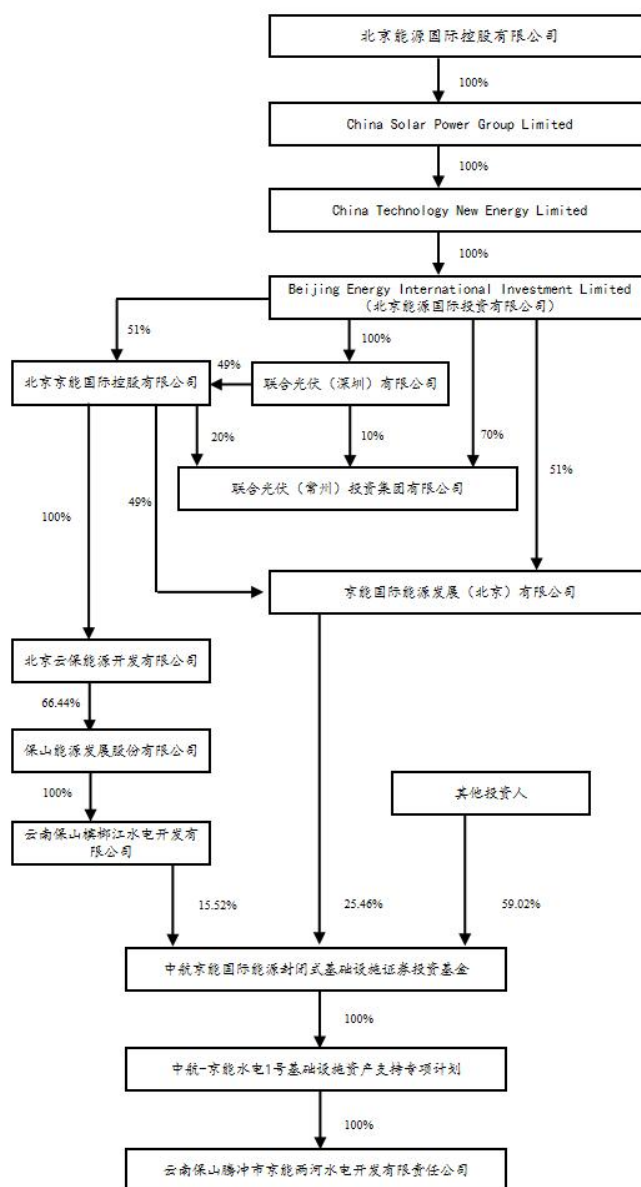 北京能源国际控股有限公司
100%
China Solar Power Group Limited
100%
China Technology New Energy Limited
100%
Beijing Energy International Investment Limited
（北京能源国际投资有限公司）
51%
100%
北京京能国际控股有限公司
49%
联合光伏（深圳）有限公司
20%
10%
70%
联合光伏（常州）投资集团有限公司
51%
100%
49%
京能国际能源发展（北京）有限公司
北京云保能源开发有限公司
66.44%
保山能源发展股份有限公司
100%
其他投资人
云南保山槟榔江水电开发有
限公司
15.52%
25.46%
59.02%
中航京能国际能源封闭式基础设施证券投资基金
100%
中航-京能水电1号基础设施资产支持专项计划
100%
云南保山腾冲市京能两河水电开发有限责任公司